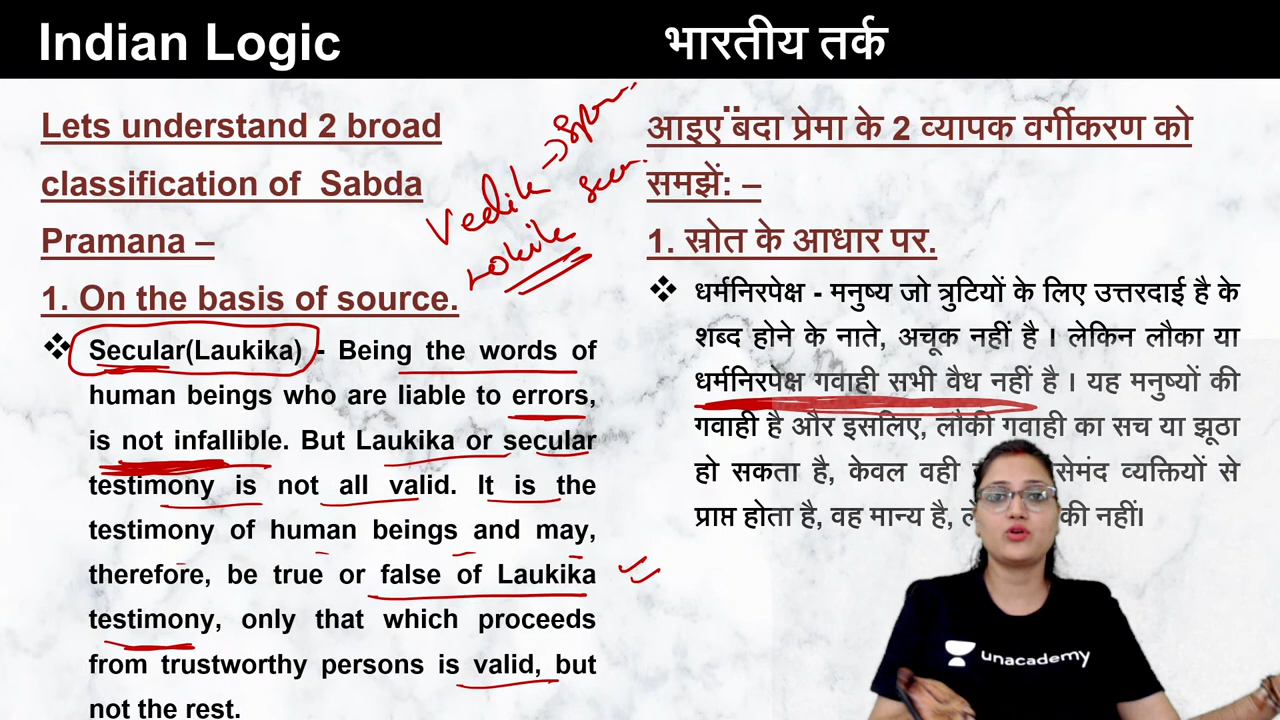 Indian Logic
भारतीय तर्क
Lets understand 2 broad
classification of Sabda
Pramana –
1. On the basis of source.
❖ Secular(Laukika) - Being the words of
human beings who are liable to errors,
is not infallible. But Laukika or secular
testimony is not all valid. It is the
testimony of human beings and may,
therefore, be true or false of Laukika
testimony, only that which proceeds
from trustworthy persons is valid, but
not the rest.
Vedik
Lokik
आइए बदा प्रेमा के 2 व्यापक वर्गीकरण को
समझें: –
1. स्रोत के आधार पर.
❖ धर्मनिरपेक्ष - मनुष्य जो त्रुटियों के लिए उत्तरदाई है के
शब्द होने के नाते, अचूक नहीं है । लेकिन लौका या
धर्मनिरपेक्ष गवाही सभी वैध नहीं है । यह मनुष्यों की
गवाही है और इसलिए, लौकी गवाही का सच या झूठा
हो सकता है, केवल वही सेमंद व्यक्तियों से
प्राप्त होता है, वह मान्य है, की नहीं।
unacademy